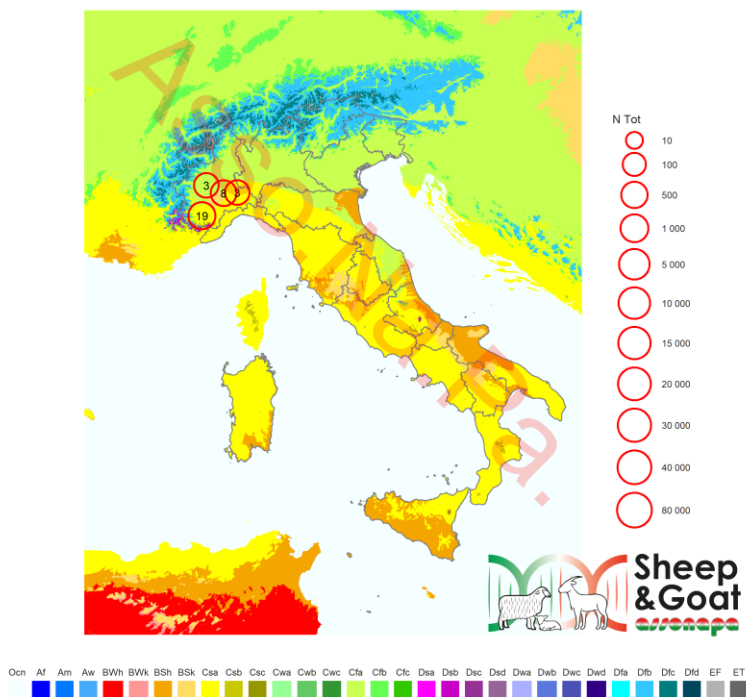 Asso.Na.Pa.
N Tot
10
100
500
1 000
5 000
10 000
15 000
20 000
30 000
40 000
80 000
3
8
3
19
Sheep
&Goat
assonapa
Ocn Af Am Aw BWh BWk BSh BSk Csa Csb Csc Cwa Cwb Cwc Cfa Cfb Cfc Dsa Dsb Dsc Dsd Dwa Dwb Dwc Dwd Dfa Dfb Dfc Dfd EF ET